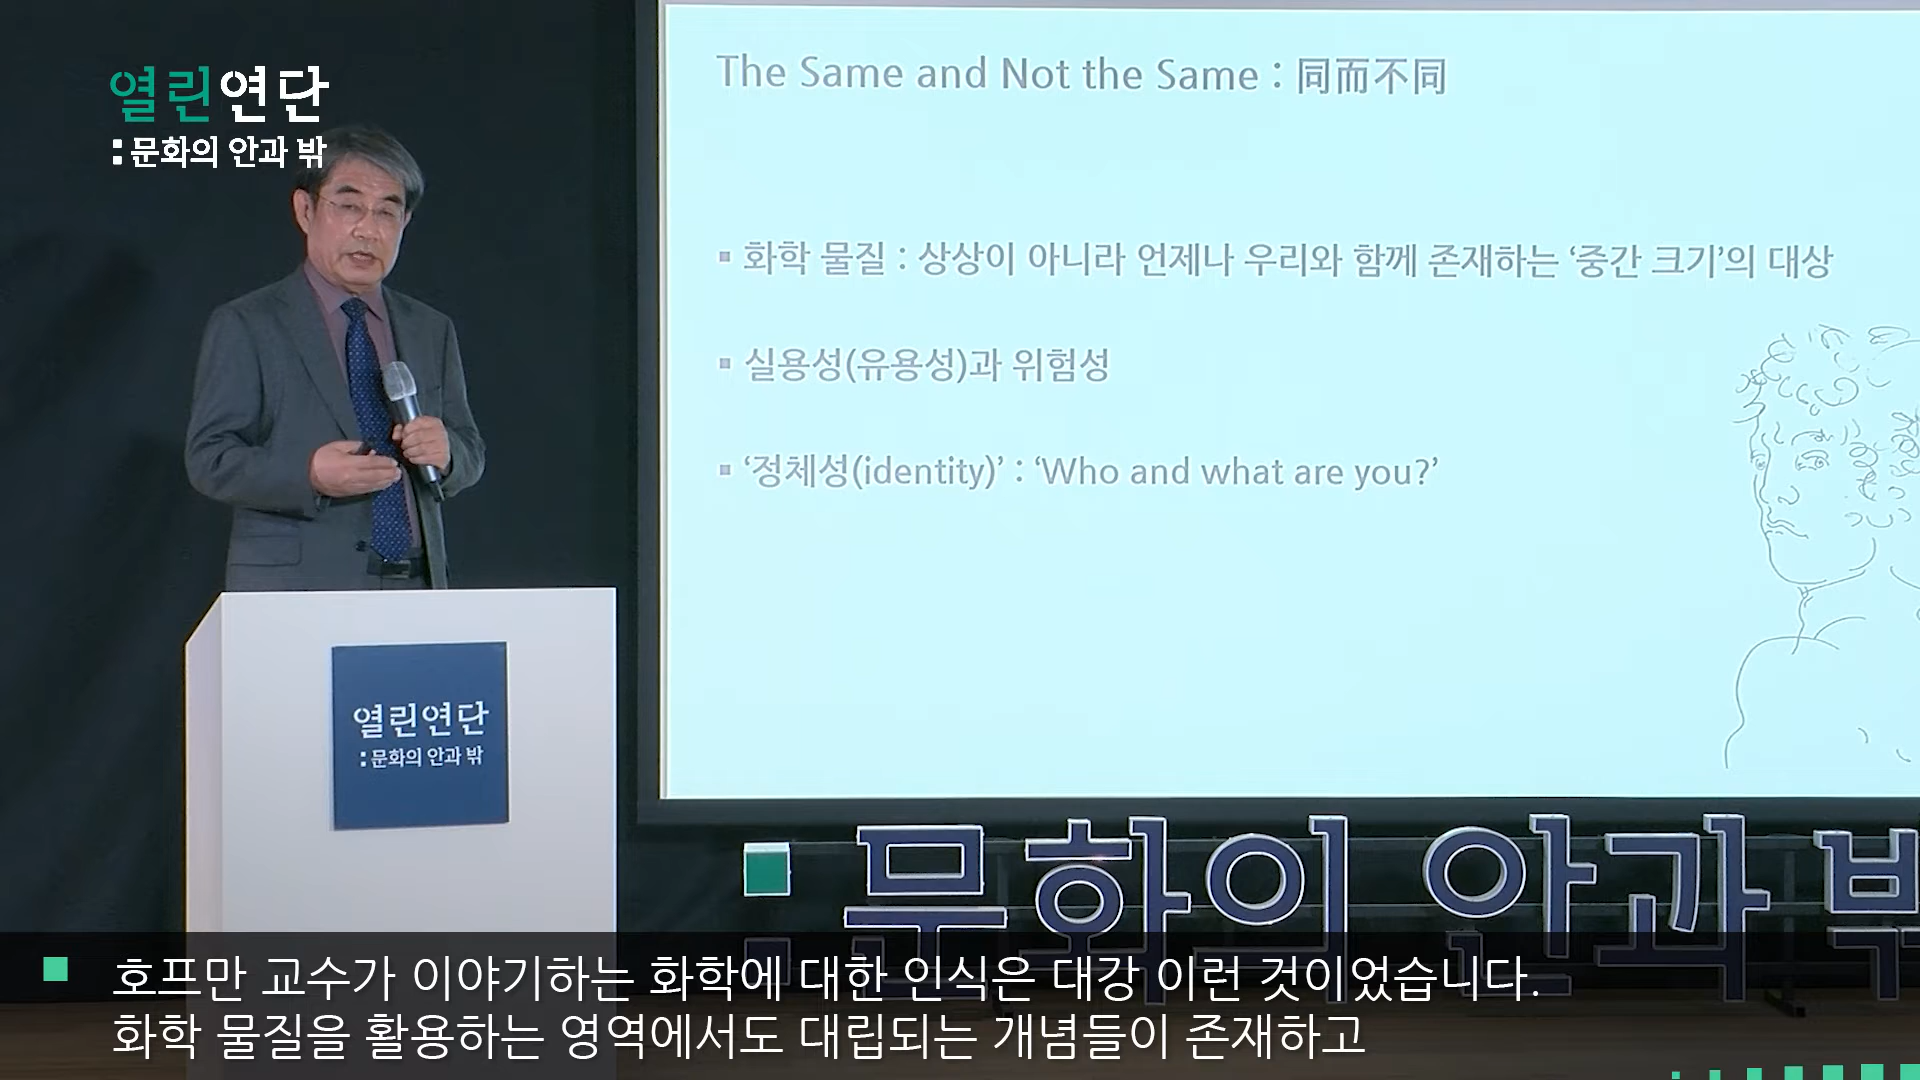 열린연단
:문화의 안과 밖
The Same and Not the Same : 同而不同
▪ 화학 물질 : 상상이 아니라 언제나 우리와 함께 존재하는 ‘중간 크기’의 대상
▪ 실용성(유용성)과 위험성
▪ ‘정체성(identity)’ : ‘Who and what are you?’
열린연단
:문화의 안과 밖
문화의 안과
호프만 교수가 이야기하는 화학에 대한 인식은 대강 이런 것이었습니다.
화학 물질을 활용하는 영역에서도 대립되는 개념들이 존재하고